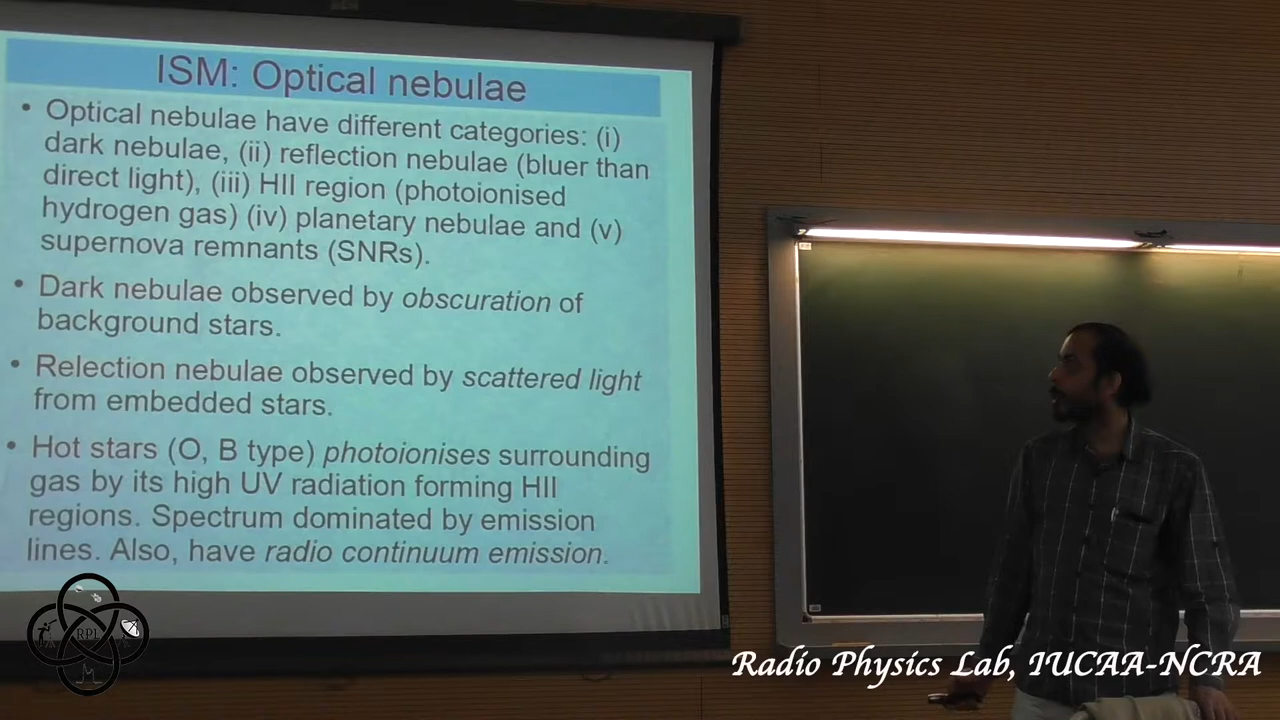 ISM: Optical nebulae
• Optical nebulae have different categories: (i)
dark nebulae, (ii) reflection nebulae (bluer than
direct light), (iii) HII region (photoionised
hydrogen gas) (iv) planetary nebulae and (v)
supernova remnants (SNRs).
• Dark nebulae observed by obscuration of
background stars.
• Relection nebulae observed by scattered light
from embedded stars.
• Hot stars (O, B type) photoionises surrounding
gas by its high UV radiation forming HII
regions. Spectrum dominated by emission
lines. Also, have radio continuum emission.
RPL
Radio Physics Lab, IUCAA-NCRA